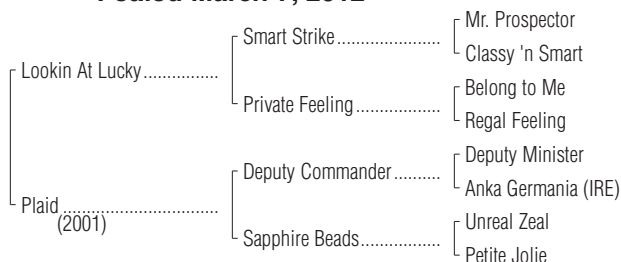 Foaled March 7, 2012
Mr. Prospector
Smart Strike.....................
Classy 'n Smart
Lookin At Lucky...............
Belong to Me
Private Feeling.................
Regal Feeling
Deputy Minister
Deputy Commander..........
Anka Germania (IRE)
Plaid...............................
(2001)
Unreal Zeal
Sapphire Beads................
Petite Jolie